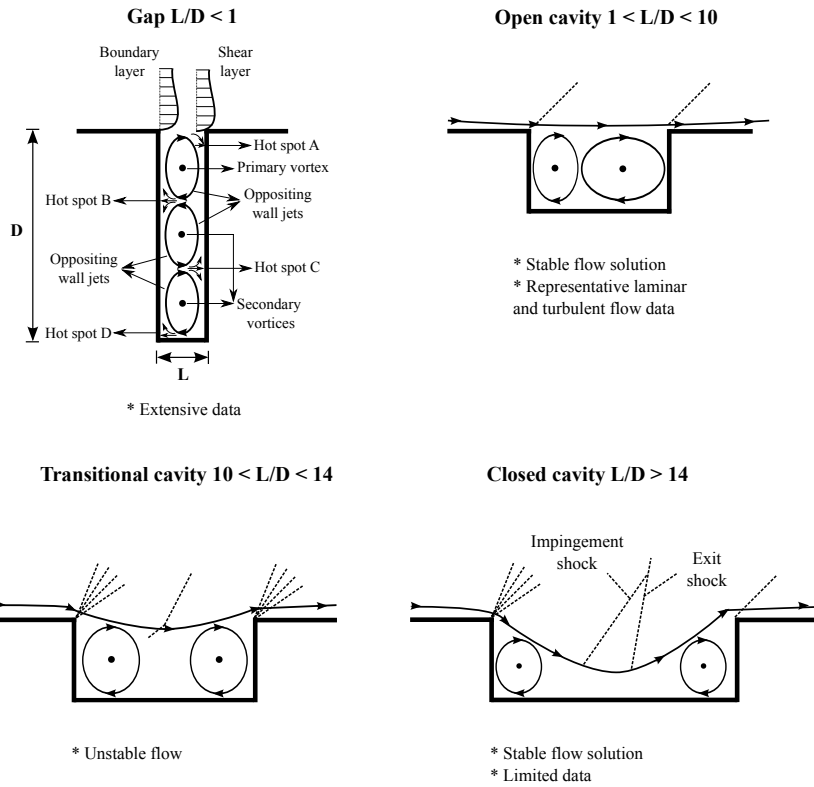 Gap L/D < 1
Boundary
layer
Shear
layer
Hot spot A
Primary vortex
Hot spot B
Oppositing
wall jets
D
Oppositing
wall jets
Hot spot C
Secondary
vortices
Hot spot D
L
* Extensive data
Open cavity 1 < L/D < 10
* Stable flow solution
* Representative laminar
and turbulent flow data
Transitional cavity 10 < L/D < 14
* Unstable flow
Closed cavity L/D > 14
Impingement
shock
Exit
shock
* Stable flow solution
* Limited data